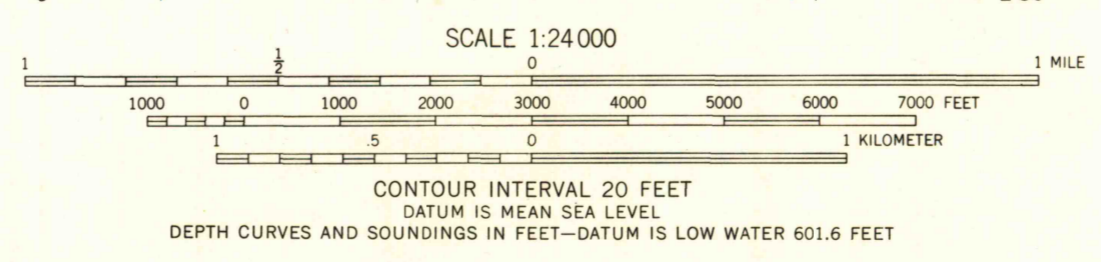 SCALE 1:24 000
1 1/2 0 1 MILE
1000 0 1000 2000 3000 4000 5000 6000 7000 FEET
1 .5 0 1 KILOMETER
CONTOUR INTERVAL 20 FEET
DATUM IS MEAN SEA LEVEL
DEPTH CURVES AND SOUNDINGS IN FEET—DATUM IS LOW WATER 601.6 FEET